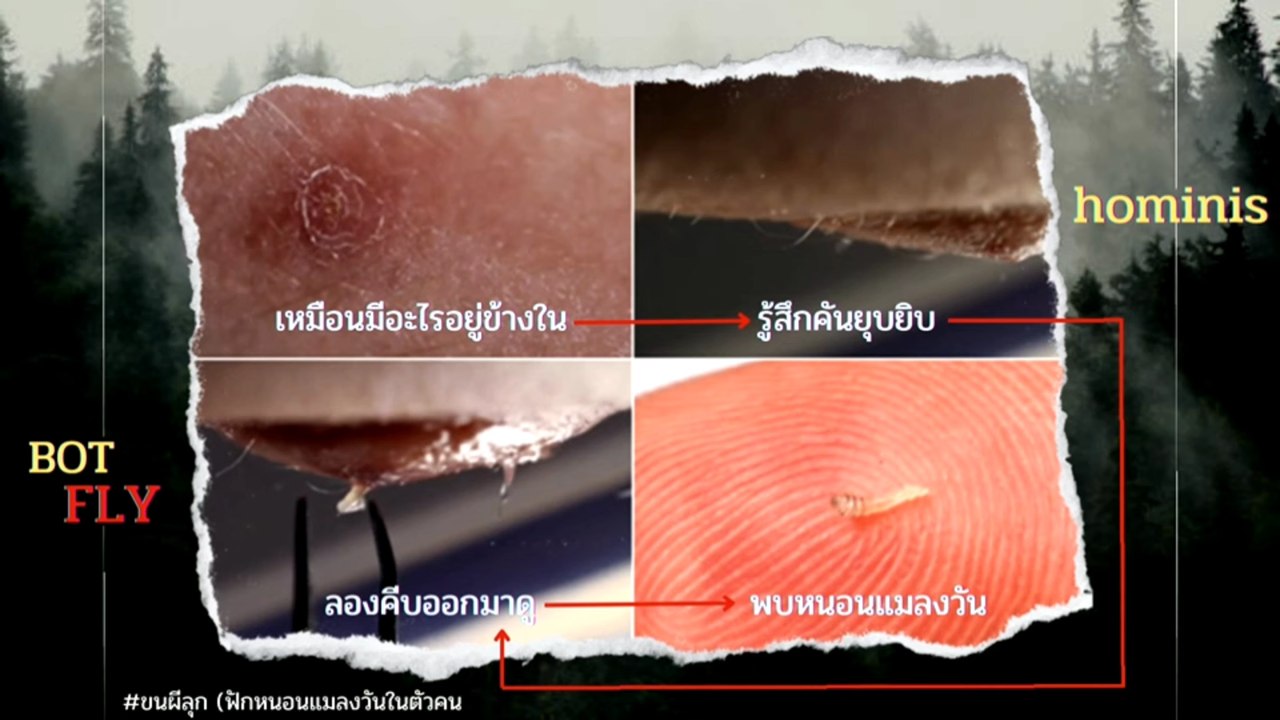 hominis
เหมือนมีอะไรอยู่ข้างใน
รู้สึกคันยุบยิบ
BOT
FLY
ลองคีบออกมาดู
พบหนอนแมลงวัน
#ขนผีลุก (ฟักหนอนแมลงวันในตัวคน